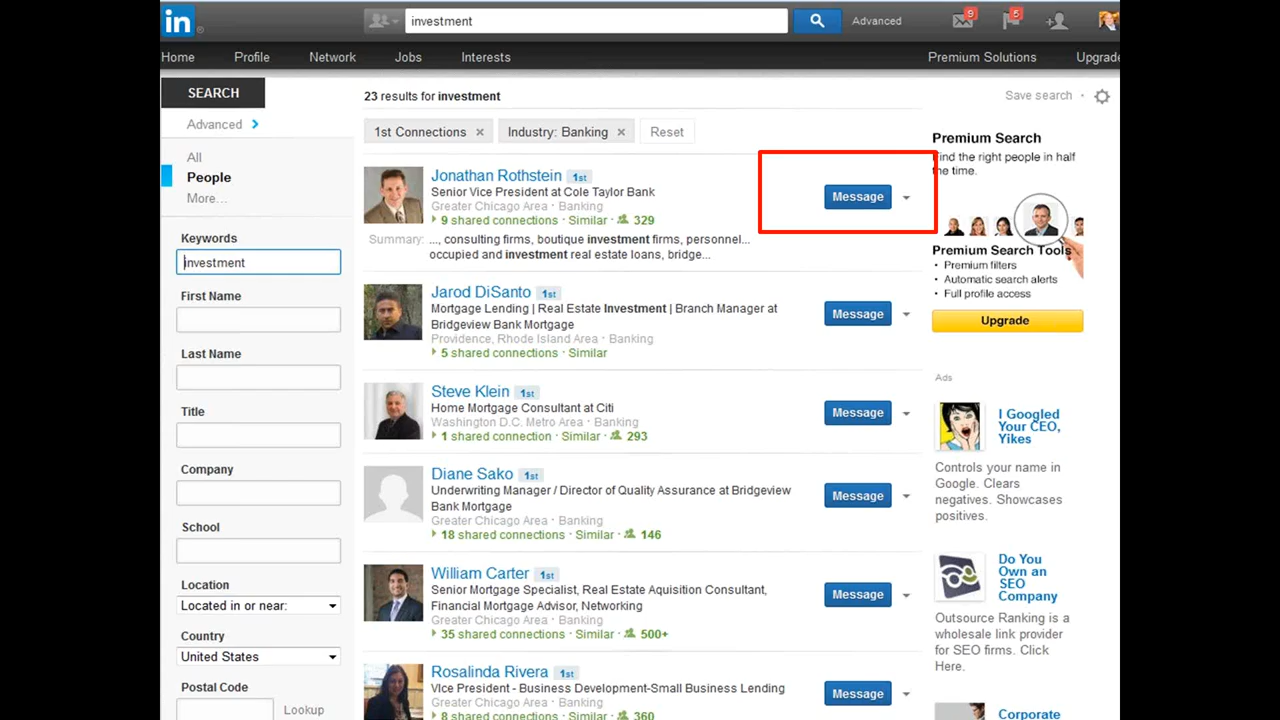 in
investment
Advanced
9
5
Home
Profile
Network
Jobs
Interests
Premium Solutions
Upgrade
SEARCH
Advanced
All
People
More...
Keywords
investment
First Name
Last Name
Title
Company
School
Location
Located in or near:
Country
United States
Postal Code
Lookup
23 results for investment
Save search
1st Connections ×
Industry: Banking ×
Reset
Jonathan Rothstein 1st
Senior Vice President at Cole Taylor Bank
Greater Chicago Area · Banking
9 shared connections · Similar · 329
Summary: ..., consulting firms, boutique investment firms, personnel...
occupied and investment real estate loans, bridge...
Message
Jarod DiSanto 1st
Mortgage Lending | Real Estate Investment | Branch Manager at
Bridgeview Bank Mortgage
Providence, Rhode Island Area · Banking
5 shared connections · Similar
Message
Steve Klein 1st
Home Mortgage Consultant at Citi
Washington D.C. Metro Area · Banking
1 shared connection · Similar · 293
Message
Diane Sako 1st
Underwriting Manager / Director of Quality Assurance at Bridgeview
Bank Mortgage
Greater Chicago Area · Banking
18 shared connections · Similar · 146
Message
William Carter 1st
Senior Mortgage Specialist, Real Estate Aquisition Consultant,
Financial Mortgage Advisor, Networking
Greater Chicago Area · Banking
35 shared connections · Similar · 500+
Message
Rosalinda Rivera 1st
VIce President - Business Development-Small Business Lending
Greater Chicago Area · Banking
8 shared connections · Similar · 360
Message
Premium Search
Find the right people in half
the time.
Premium Search Tools
· Premium filters
· Automatic search alerts
· Full profile access
Upgrade
Ads
I Googled
Your CEO,
Yikes
Controls your name in
Google. Clears
negatives. Showcases
positives.
Do You
Own an
SEO
Company
Outsource Ranking is a
wholesale link provider
for SEO firms. Click
Here.
Corporate